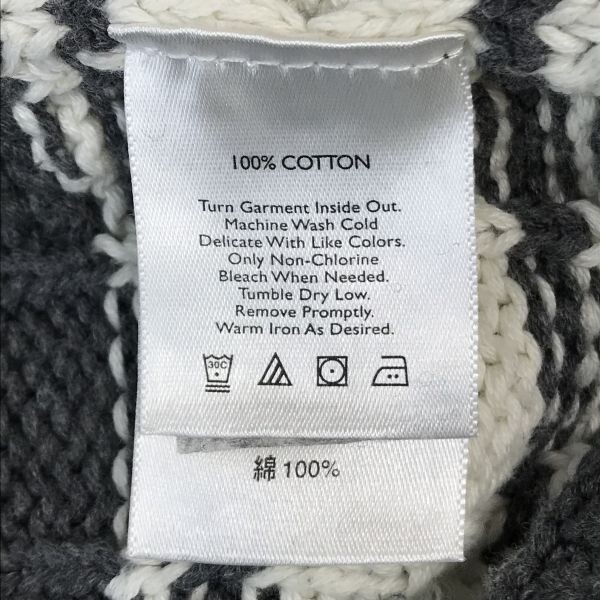 100% COTTON
Turn Garment Inside Out.
Machine Wash Cold
Delicate With Like Colors.
Only Non-Chlorine
Bleach When Needed.
Tumble Dry Low.
Remove Promptly.
Warm Iron As Desired.
30C
綿 100%